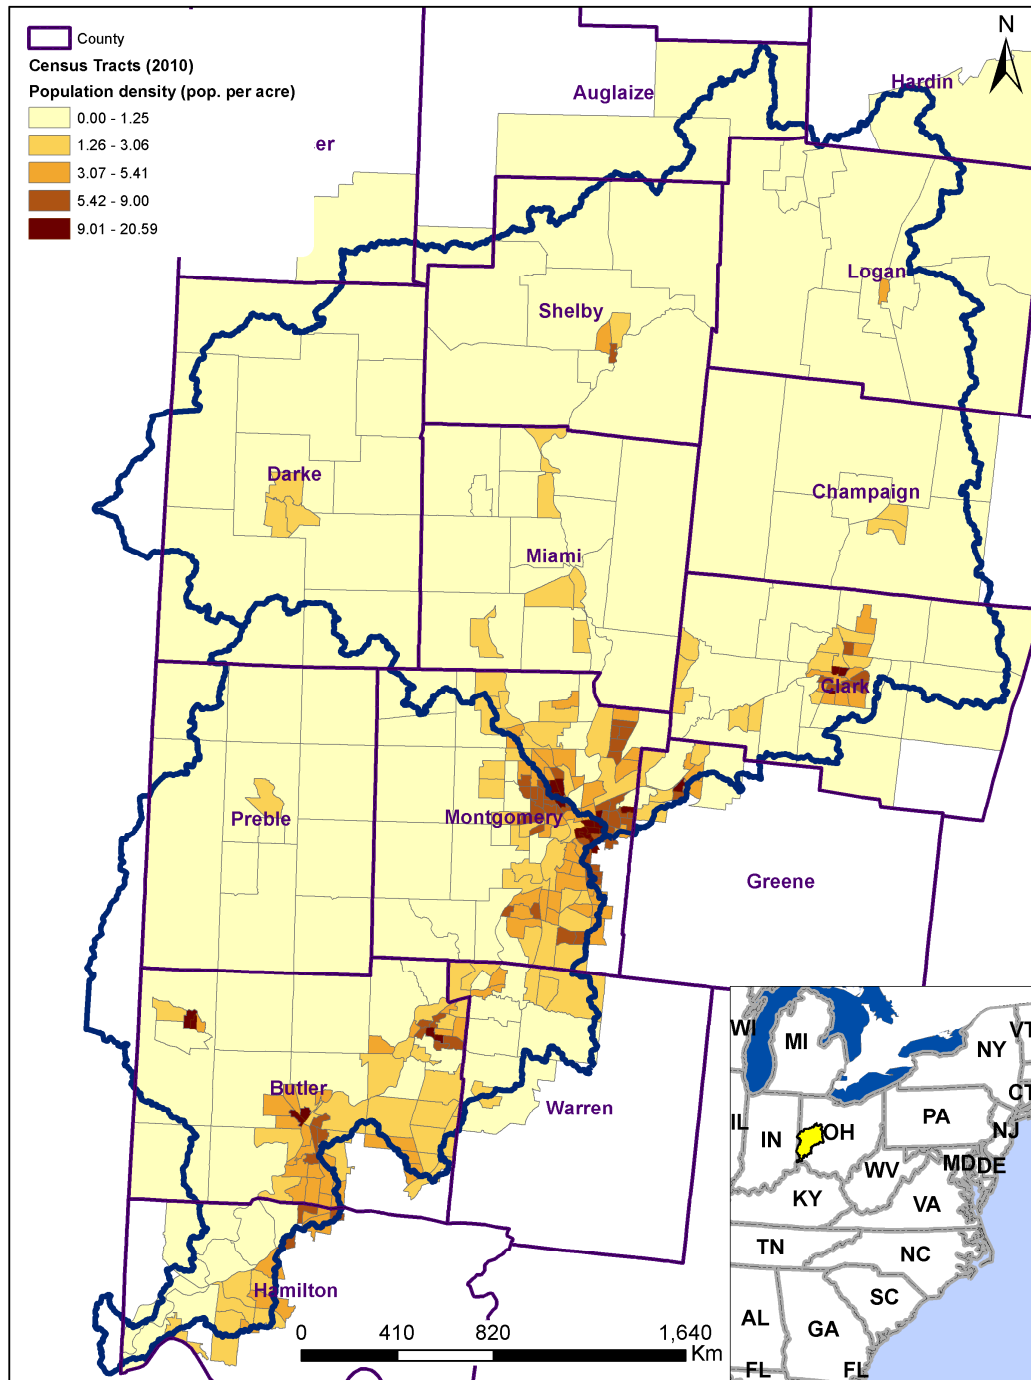 County
Census Tracts (2010)
Population density (pop. per acre)
0.00 - 1.25
1.26 - 3.06
3.07 - 5.41
5.42 - 9.00
9.01 - 20.59
N
Auglaize
Hardin
er
Logan
Shelby
Darke
Champaign
Miami
Clark
Preble
Montgomery
Greene
Butler
Warren
Hamilton
0 410 820 1,640
Km
WI
MI
NY
VT
CT
PA
NJ
IL
IN
OH
MD
DE
WV
KY
VA
TN
NC
SC
AL
GA
FL
FL